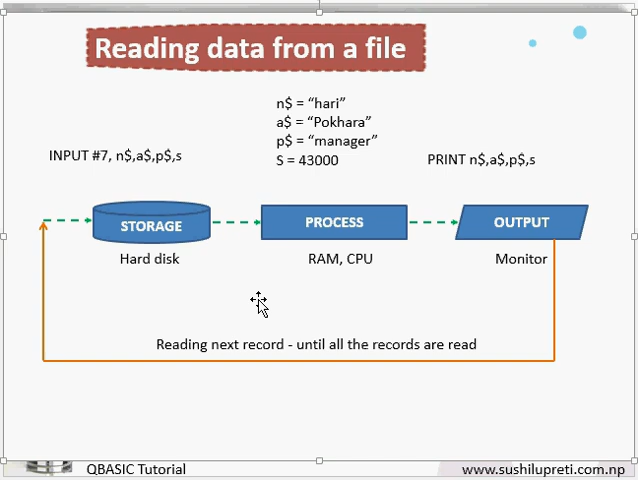 Reading data from a file
n$ = “hari”
a$ = “Pokhara”
p$ = “manager”
S = 43000
INPUT #7, n$,a$,p$,s
PRINT n$,a$,p$,s
STORAGE
PROCESS
OUTPUT
Hard disk
RAM, CPU
Monitor
Reading next record - until all the records are read
QBASIC Tutorial
www.sushilupreti.com.np